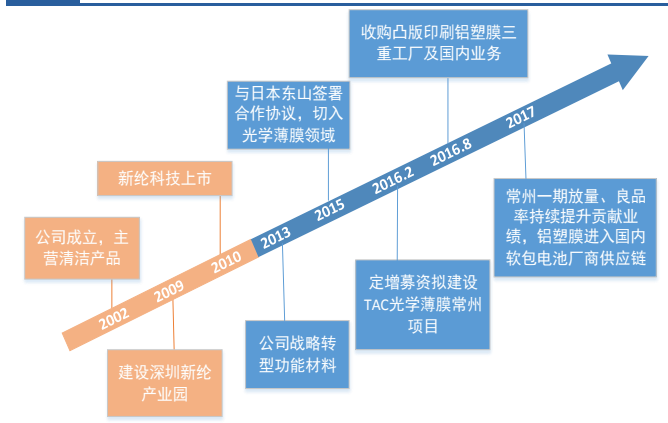 收购凸版印刷铝塑膜三
重工厂及国内业务
与日本东山签署
合作协议，切入
光学薄膜领域
新纶科技上市
公司成立，主
营清洁产品
2002
2009
2010
2013
2015
2016.2
2016.8
2017
常州一期放量、良品
率持续提升贡献业
绩，铝塑膜进入国内
软包电池厂商供应链
定增募资拟建设
TAC光学薄膜常州
项目
公司战略转
型功能材料
建设深圳新纶
产业园